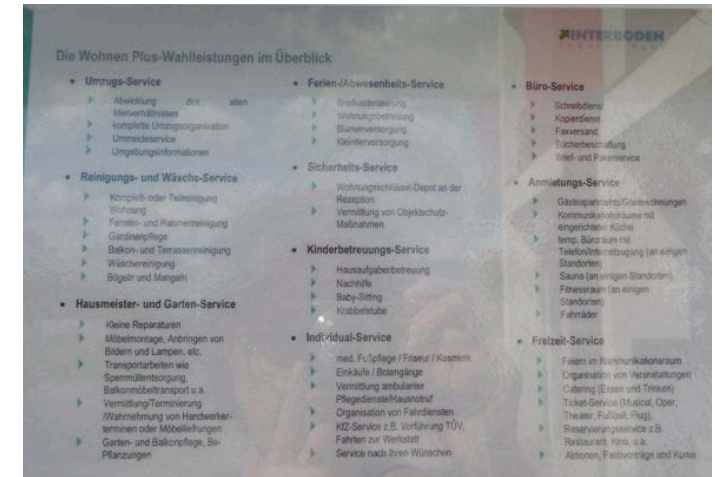 INTERBODEN
Die Wohnen Plus-Wahlleistungen im Überblick
Umzugs-Service
Abwicklung des alten
Mietverhältnisses
komplette Umzugsorganisation
Ummeldeservice
Umgebungsinformationen
Reinigungs- und Wäschs-Service
Komplett- oder Teilreinigung
Wohnung
Fenster- und Rahmenreinigung
Gardinenpflege
Balkon- und Terrassenreinigung
Wäschereinigung
Bügeln und Mangeln
Hausmeister- und Garten-Service
Kleine Reparaturen
Möbelmontage, Anbringen von
Bildern und Lampen, etc.
Transportarbeiten wie
Sperrmüllentsorgung,
Balkonmöbeltransport u.a.
Vermittlung/Terminierung
/Wahrnehmung von Handwerker-
terminen oder Möbellieferungen
Garten- und Balkonpflege, Be-
Pflanzungen
Ferien-/Abwesenheits-Service
Briefkastenleerung
Wohnungsbetreuung
Blumenversorgung
Kleintierversorgung
Sicherheits-Service
Wohnungsschlüssel-Depot an der
Rezeption
Vermittlung von Objektschutz-
Maßnahmen
Kinderbetreuungs-Service
Hausaufgabenbetreuung
Nachhilfe
Baby-Sitting
Krabbelstube
Individual-Service
med. Fußpflege / Friseur / Kosmetik
Einkäufe / Botengänge
Vermittlung ambulanter
Pflegedienste/Hausnotruf
Organisation von Fahrdiensten
KfZ-Service z.B. Vorführung TÜV,
Fahrten zur Werkstatt
Service nach Ihren Wünschen
Büro-Service
Schreibdienst
Kopierdienst
Faxversand
Bücherbeschaffung
Brief- und Paketservice
Anmietungs-Service
Gästeapartments/Gästewohnungen
Kommunikationsräume mit
eingerichteter Küche
temp. Büroraum mit
Telefon/Internetzugang (an einigen
Standorten)
Sauna (an einigen Standorten)
Fitnessraum (an einigen
Standorten)
Fahrräder
Freizeit-Service
Feiern im Kommunikationsraum
Organisation von Veranstaltungen
Catering (Essen und Trinken)
Ticket-Service (Musical, Oper,
Theater, Fußball, Flug),
Reservierungsservice z.B.
Restaurant, Kino, u.a.
Aktionen, Fachvorträge und Kurse